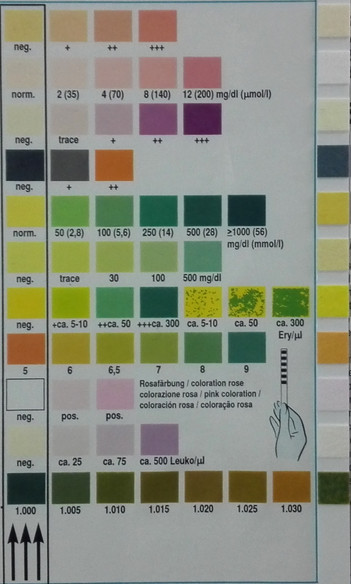 neg. + ++ +++
norm. 2 (35) 4 (70) 8 (140) 12 (200) mg/dl (μmol/l)
neg. trace + ++ +++
neg. + ++
norm. 50 (2,8) 100 (5,6) 250 (14) 500 (28) ≥1000 (56)
mg/dl (mmol/l)
neg. trace 30 100 500 mg/dl
neg. +ca. 5-10 ++ca. 50 +++ca. 300 ca. 5-10 ca. 50 ca. 300
Ery/μl
5 6 6,5 7 8 9
Rosafärbung / coloration rose
colorazione rosa / pink coloration /
coloración rosa / coloração rosa
neg. pos. pos.
neg. ca. 25 ca. 75 ca. 500 Leuko/μl
1.000 1.005 1.010 1.015 1.020 1.025 1.030